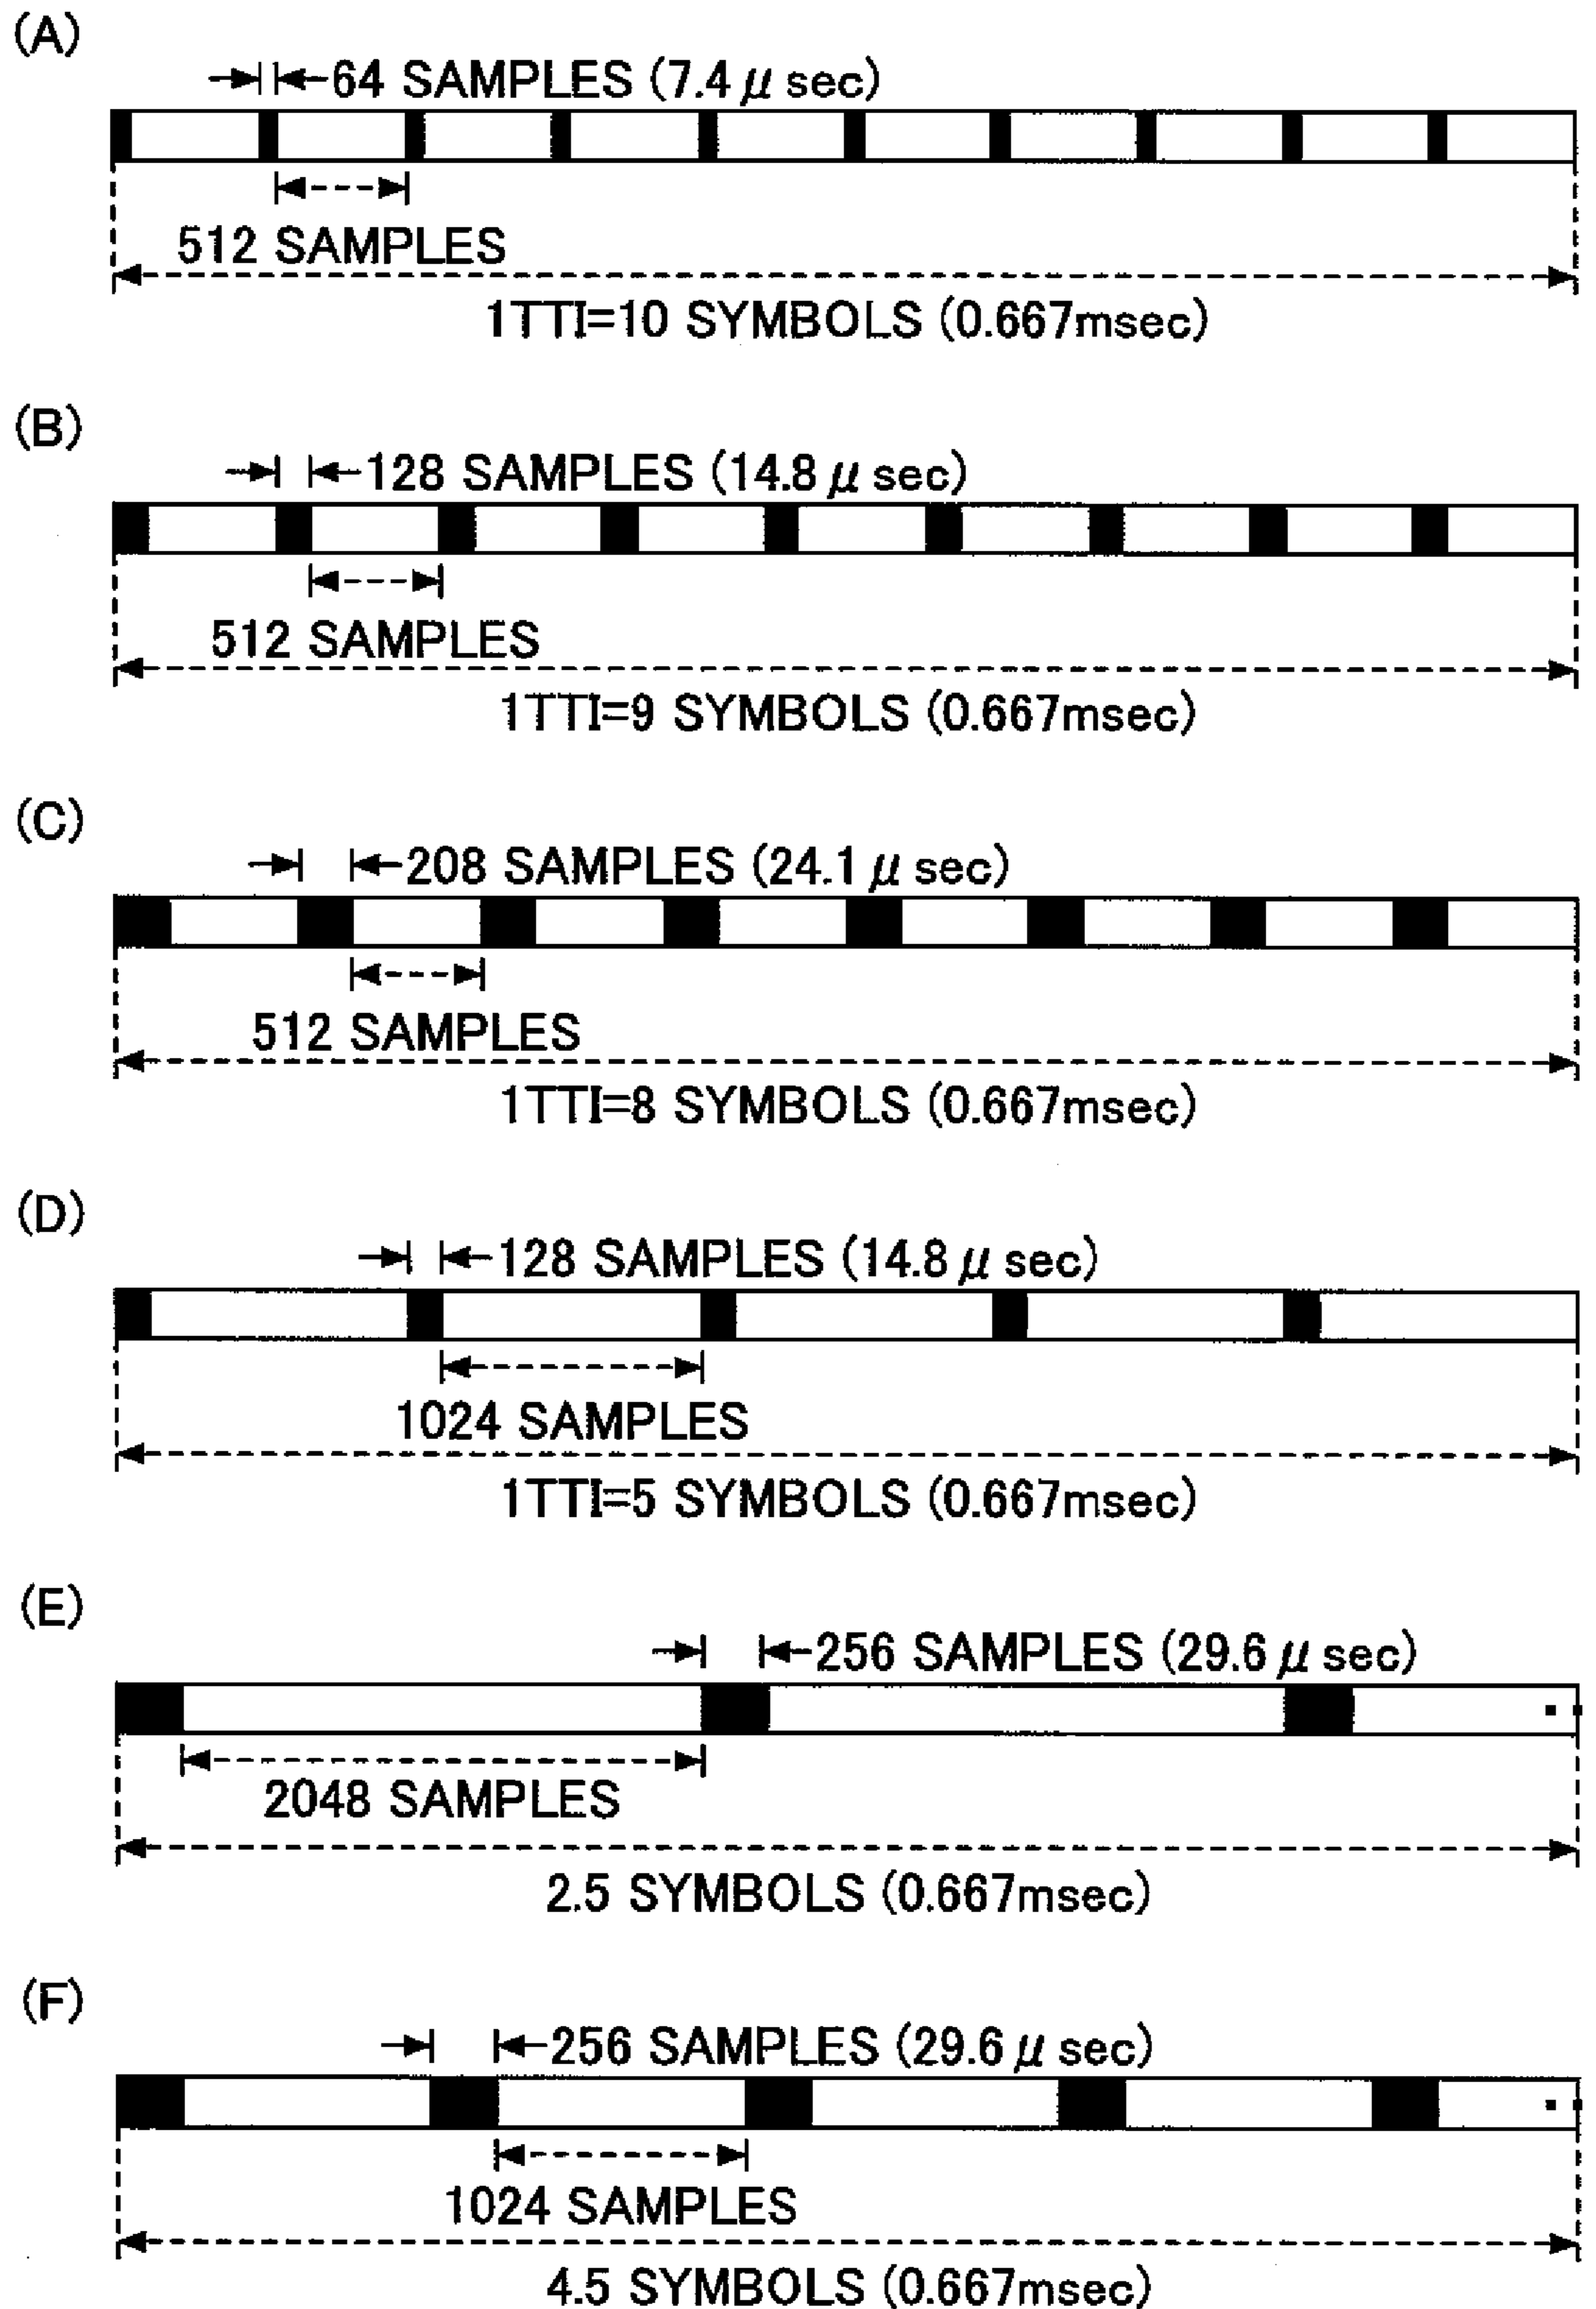 (A)
64 SAMPLES (7.4 μ sec)
512 SAMPLES
1TTI=10 SYMBOLS (0.667msec)
(B)
128 SAMPLES (14.8 μ sec)
512 SAMPLES
1TTI=9 SYMBOLS (0.667msec)
(C)
208 SAMPLES (24.1 μ sec)
512 SAMPLES
1TTI=8 SYMBOLS (0.667msec)
(D)
128 SAMPLES (14.8 μ sec)
1024 SAMPLES
1TTI=5 SYMBOLS (0.667msec)
(E)
256 SAMPLES (29.6 μ sec)
2048 SAMPLES
2.5 SYMBOLS (0.667msec)
(F)
256 SAMPLES (29.6 μ sec)
1024 SAMPLES
4.5 SYMBOLS (0.667msec)